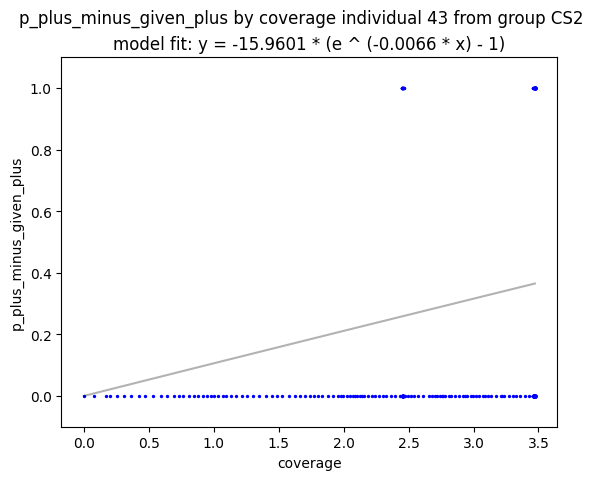 p_plus_minus_given_plus by coverage individual 43 from group CS2
model fit: y = -15.9601 * (e ^ (-0.0066 * x) - 1)
1.0
0.8
0.6
0.4
0.2
0.0
p_plus_minus_given_plus
0.0 0.5 1.0 1.5 2.0 2.5 3.0 3.5
coverage